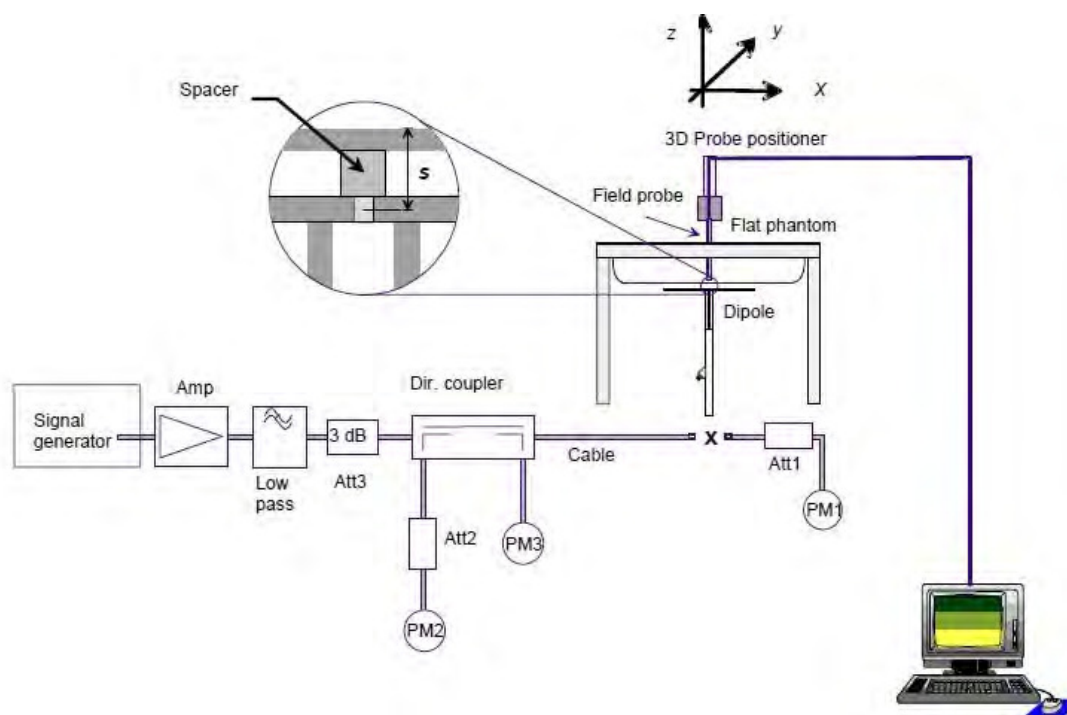 z
y
x
Spacer
s
3D Probe positioner
Field probe
Flat phantom
Dipole
Signal
generator
Amp
Low
pass
3 dB
Att3
Dir. coupler
Cable
X
Att1
PM1
Att2
PM3
PM2